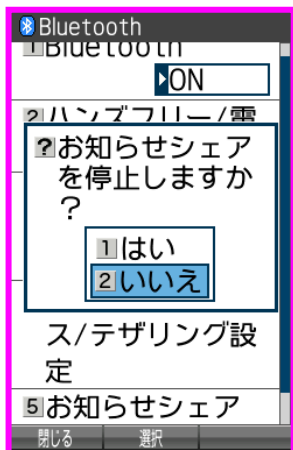 Bluetooth
1Bluetooth
ON
2ハンズフリー/電
?お知らせシェア
を停止しますか
?
1はい
2いいえ
ス/テザリング設
定
5お知らせシェア
閉じる 選択